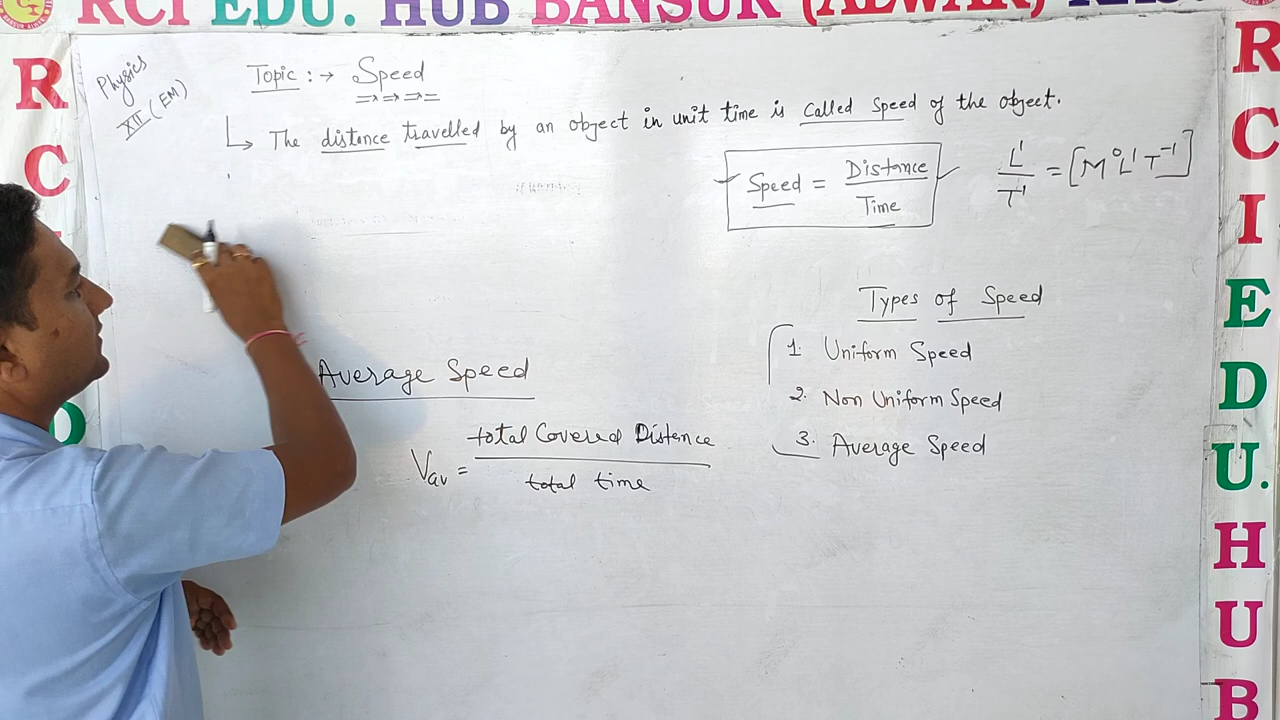 RCI EDU. HUB BANSUR (ALWAR)
R
C
D
R
C
I
E
D
U.
H
U
B
Physics
XII (EM)
Topic :→ Speed
The distance travelled by an object in unit time is called speed of the object.
Speed = Distance / Time
L¹ / T¹ = [M⁰L¹T⁻¹]
Types of Speed
1. Uniform Speed
2. Non Uniform Speed
3. Average Speed
Average Speed
Vav = total Covered Distance / total time